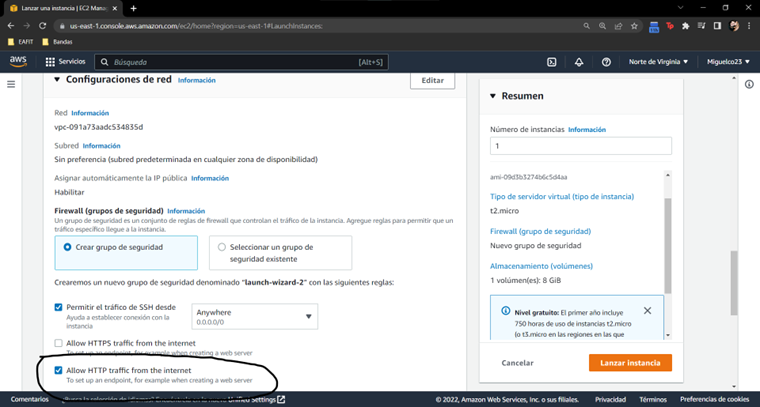 Lanzar una instancia | EC2 Mana
us-east-1.console.aws.amazon.com/ec2/home?region=us-east-1#LaunchInstances:
EAFIT
Bandas
aws
Servicios
Búsqueda
[Alt+S]
Norte de Virginia
Miguelco23
Configuraciones de red Información
Editar
Red Información
vpc-091a73aadc534835d
Subred Información
Sin preferencia (subred predeterminada en cualquier zona de disponibilidad)
Asignar automáticamente la IP pública Información
Habilitar
Firewall (grupos de seguridad) Información
Un grupo de seguridad es un conjunto de reglas de firewall que controlan el tráfico de la instancia. Agregue reglas para permitir que un
tráfico específico llegue a la instancia.
Crear grupo de seguridad
Seleccionar un grupo de
seguridad existente
Crearemos un nuevo grupo de seguridad denominado "launch-wizard-2" con las siguientes reglas:
Permitir el tráfico de SSH desde
Ayuda a establecer conexión con la
instancia
Anywhere
0.0.0.0/0
Allow HTTPS traffic from the internet
To set up an endpoint, for example when creating a web server
Allow HTTP traffic from the internet
To set up an endpoint, for example when creating a web server
Resumen
Número de instancias Información
1
ami-09d3b3274b6c5d4aa
Tipo de servidor virtual (tipo de instancia)
t2.micro
Firewall (grupo de seguridad)
Nuevo grupo de seguridad
Almacenamiento (volúmenes)
1 volúmen(es): 8 GiB
Nivel gratuito: El primer año incluye
750 horas de uso de instancias t2.micro
(o t3.micro en las regiones en las que
Cancelar
Lanzar instancia
Comentarios
¿Busca la selección de idioma? Encuéntrela en la nueva Unified Settings
© 2022, Amazon Web Services, Inc. o sus filiales.
Privacidad
Términos
Preferencias de cookies